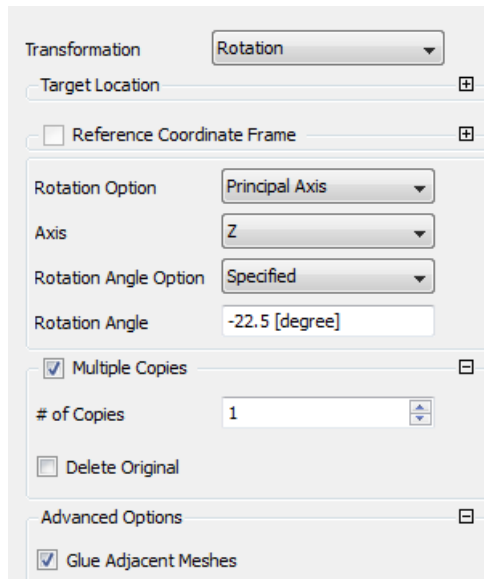 Transformation Rotation
Target Location
Reference Coordinate Frame
Rotation Option Principal Axis
Axis Z
Rotation Angle Option Specified
Rotation Angle -22.5 [degree]
Multiple Copies
# of Copies 1
Delete Original
Advanced Options
Glue Adjacent Meshes